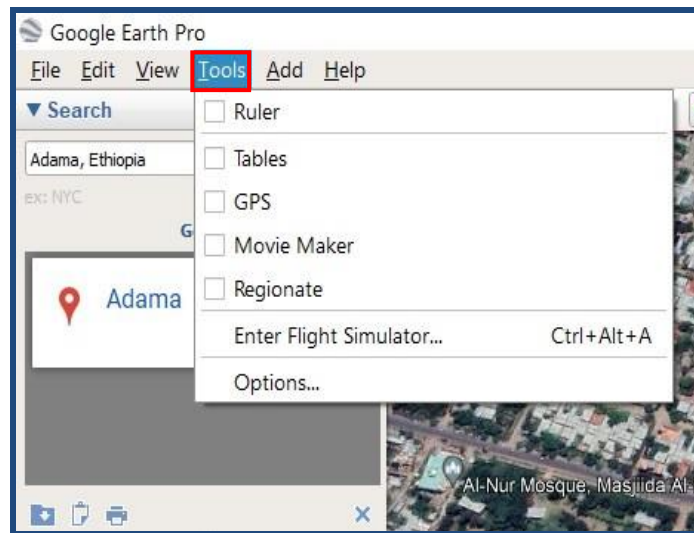 Google Earth Pro
File Edit View Tools Add Help
▼ Search
Ruler
Adama, Ethiopia
Tables
ex: NYC
GPS
G
Movie Maker
Adama
Regionate
Enter Flight Simulator... Ctrl+Alt+A
Options...
Al-Nur Mosque, Masjiida Al-